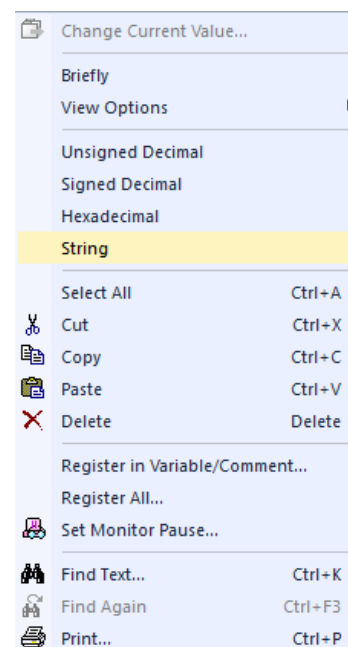 Change Current Value...
Briefly
View Options
Unsigned Decimal
Signed Decimal
Hexadecimal
String
Select All Ctrl+A
Cut Ctrl+X
Copy Ctrl+C
Paste Ctrl+V
Delete Delete
Register in Variable/Comment...
Register All...
Set Monitor Pause...
Find Text... Ctrl+K
Find Again Ctrl+F3
Print... Ctrl+P